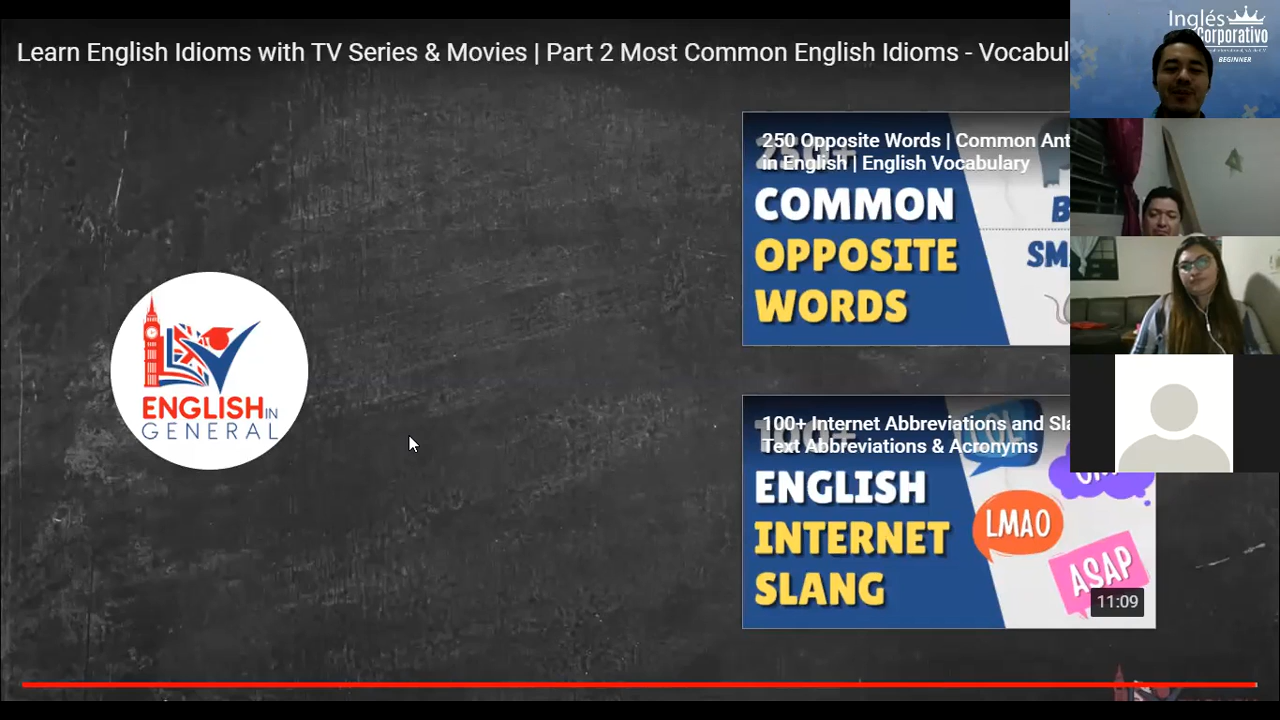 Learn English Idioms with TV Series & Movies | Part 2 Most Common English Idioms - Vocabul
Inglés
Corporativo
BEGINNER
250 Opposite Words | Common Ant
in English | English Vocabulary
COMMON
OPPOSITE
WORDS
B
SM
ENGLISH IN
GENERAL
100+ Internet Abbreviations and Sla
Text Abbreviations & Acronyms
ENGLISH
INTERNET
SLANG
LOL
LMAO
ASAP
11:09